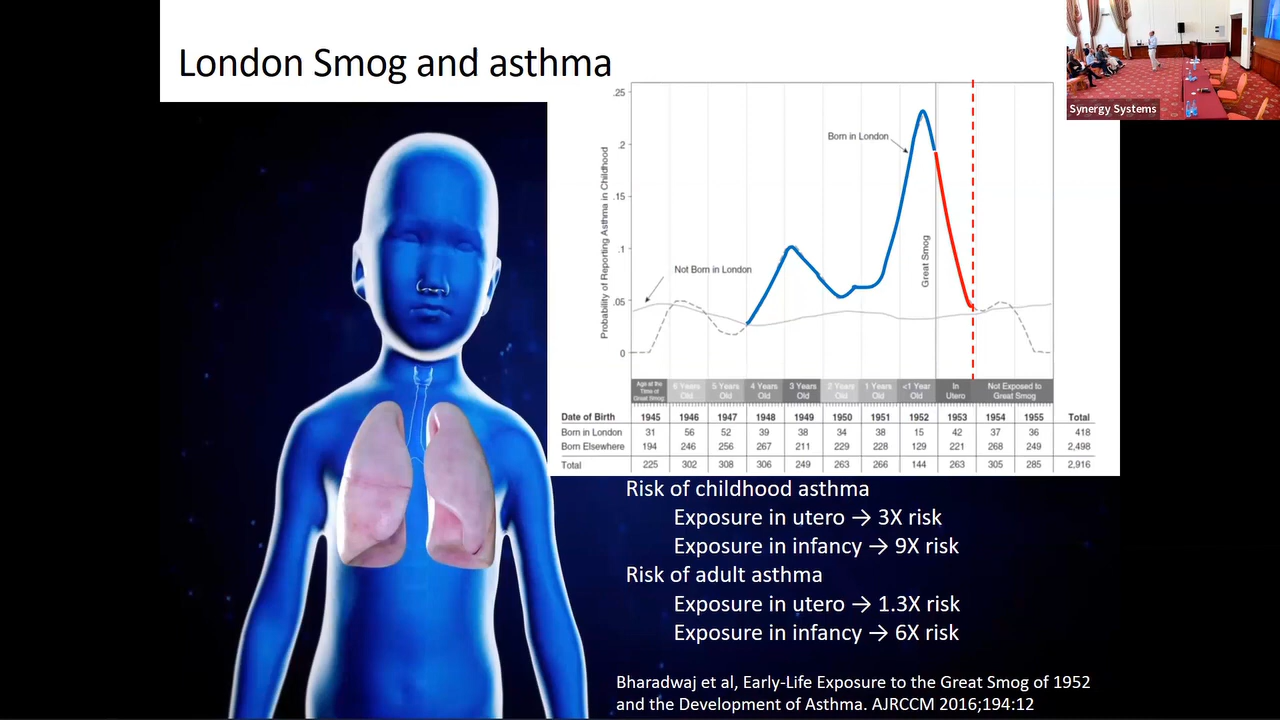 London Smog and asthma
Synergy Systems
.25
.2
.15
.1
.05
0
Probability of Reporting Asthma in Childhood
Born in London
Not Born in London
Great Smog
Age at the Time of Great Smog
6 Years Old
5 Years Old
4 Years Old
3 Years Old
2 Years Old
1 Years Old
<1 Year Old
In Utero
Not Exposed to Great Smog
Date of Birth 1945 1946 1947 1948 1949 1950 1951 1952 1953 1954 1955 Total
Born in London 31 56 52 39 38 34 38 15 42 37 36 418
Born Elsewhere 194 246 256 267 211 229 228 129 221 268 249 2,498
Total 225 302 308 306 249 263 266 144 263 305 285 2,916
Risk of childhood asthma
Exposure in utero → 3X risk
Exposure in infancy → 9X risk
Risk of adult asthma
Exposure in utero → 1.3X risk
Exposure in infancy → 6X risk
Bharadwaj et al, Early-Life Exposure to the Great Smog of 1952
and the Development of Asthma. AJRCCM 2016;194:12